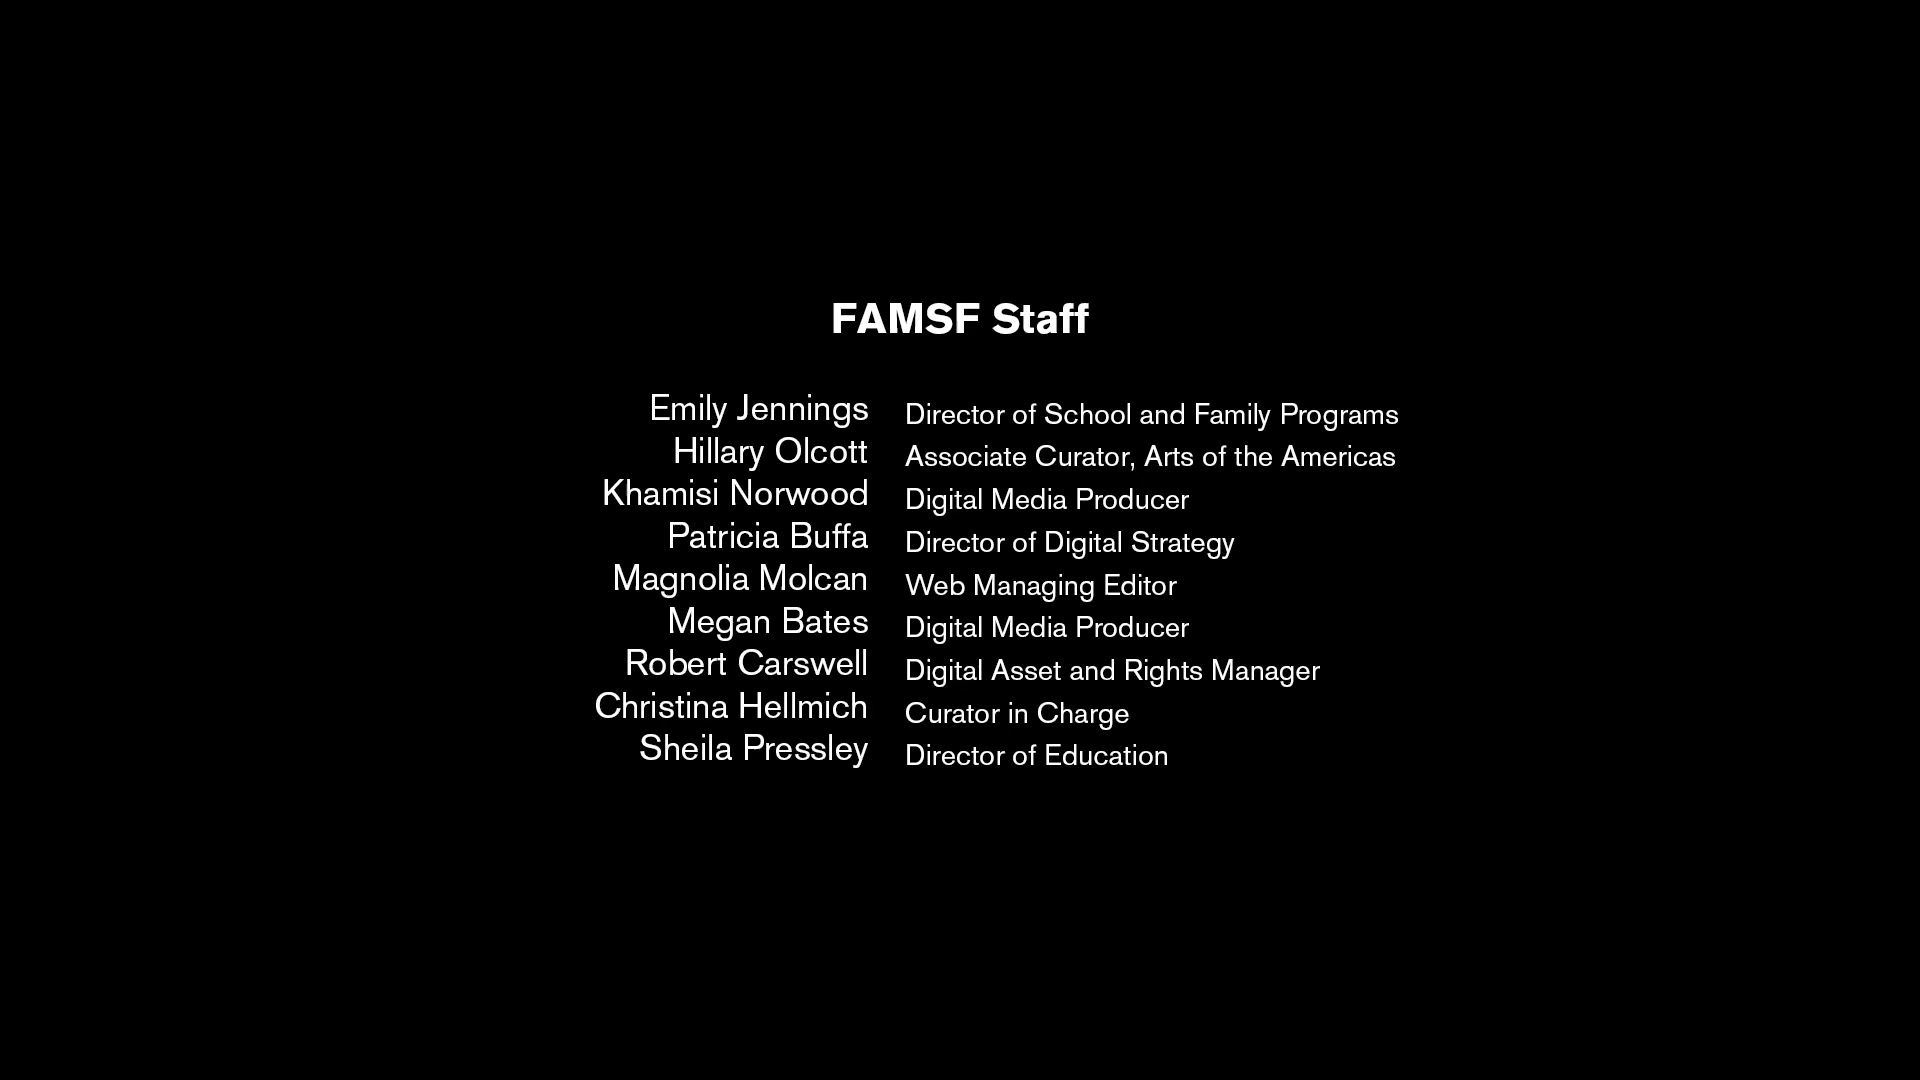 FAMSF Staff
Emily Jennings Director of School and Family Programs
Hillary Olcott Associate Curator, Arts of the Americas
Khamisi Norwood Digital Media Producer
Patricia Buffa Director of Digital Strategy
Magnolia Molcan Web Managing Editor
Megan Bates Digital Media Producer
Robert Carswell Digital Asset and Rights Manager
Christina Hellmich Curator in Charge
Sheila Pressley Director of Education